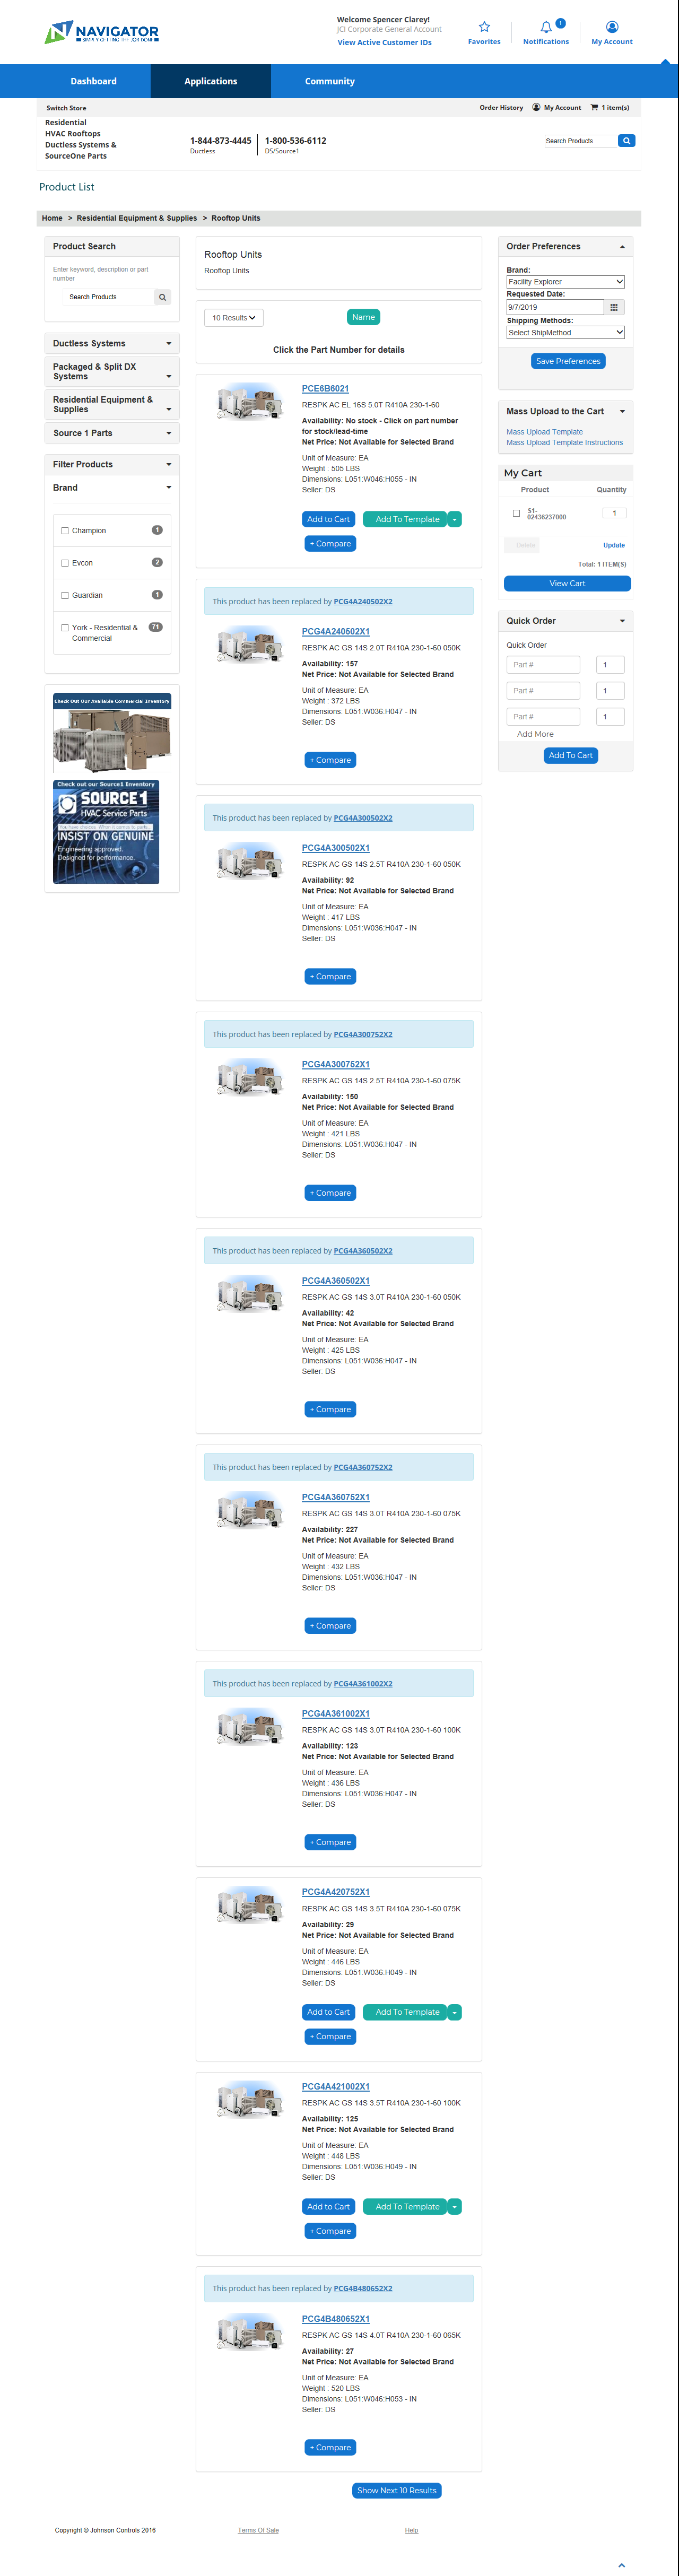 NAVIGATOR
Welcome Spencer Clarey!
JCI Corporate General Account
View Active Customer IDs
Favorites
1
Notifications
My Account
Dashboard
Applications
Community
Switch Store
Order History
My Account
1 item(s)
Residential
HVAC Rooftops
Ductless Systems &
SourceOne Parts
1-844-873-4445
Ductless
1-800-536-6112
DS/Source1
Search Products
Product List
Home > Residential Equipment & Supplies > Rooftop Units
Product Search
Enter keyword, description or part
number
Search Products
Ductless Systems
Packaged & Split DX
Systems
Residential Equipment &
Supplies
Source 1 Parts
Filter Products
Brand
Champion 1
Evcon 2
Guardian 1
York - Residential & 71
Commercial
Check Out Our Available Commercial Inventory
Check out our Source1 Inventory
SOURCE1
HVAC Service Parts
INSIST ON GENUINE
Engineering approved.
Designed for performance.
Rooftop Units
Rooftop Units
10 Results
Name
Click the Part Number for details
PCE6B6021
RESPK AC EL 16S 5.0T R410A 230-1-60
Availability: No stock - Click on part number
for stock/lead-time
Net Price: Not Available for Selected Brand
Unit of Measure: EA
Weight : 505 LBS
Dimensions: L051:W046:H055 - IN
Seller: DS
Add to Cart
Add To Template
+ Compare
This product has been replaced by PCG4A240502X2
PCG4A240502X1
RESPK AC GS 14S 2.0T R410A 230-1-60 050K
Availability: 157
Net Price: Not Available for Selected Brand
Unit of Measure: EA
Weight : 372 LBS
Dimensions: L051:W036:H047 - IN
Seller: DS
+ Compare
This product has been replaced by PCG4A300502X2
PCG4A300502X1
RESPK AC GS 14S 2.5T R410A 230-1-60 050K
Availability: 92
Net Price: Not Available for Selected Brand
Unit of Measure: EA
Weight : 417 LBS
Dimensions: L051:W036:H047 - IN
Seller: DS
+ Compare
This product has been replaced by PCG4A300752X2
PCG4A300752X1
RESPK AC GS 14S 2.5T R410A 230-1-60 075K
Availability: 150
Net Price: Not Available for Selected Brand
Unit of Measure: EA
Weight : 421 LBS
Dimensions: L051:W036:H047 - IN
Seller: DS
+ Compare
This product has been replaced by PCG4A360502X2
PCG4A360502X1
RESPK AC GS 14S 3.0T R410A 230-1-60 050K
Availability: 42
Net Price: Not Available for Selected Brand
Unit of Measure: EA
Weight : 425 LBS
Dimensions: L051:W036:H047 - IN
Seller: DS
+ Compare
This product has been replaced by PCG4A360752X2
PCG4A360752X1
RESPK AC GS 14S 3.0T R410A 230-1-60 075K
Availability: 227
Net Price: Not Available for Selected Brand
Unit of Measure: EA
Weight : 432 LBS
Dimensions: L051:W036:H047 - IN
Seller: DS
+ Compare
This product has been replaced by PCG4A361002X2
PCG4A361002X1
RESPK AC GS 14S 3.0T R410A 230-1-60 100K
Availability: 123
Net Price: Not Available for Selected Brand
Unit of Measure: EA
Weight : 436 LBS
Dimensions: L051:W036:H047 - IN
Seller: DS
+ Compare
PCG4A420752X1
RESPK AC GS 14S 3.5T R410A 230-1-60 075K
Availability: 29
Net Price: Not Available for Selected Brand
Unit of Measure: EA
Weight : 446 LBS
Dimensions: L051:W036:H049 - IN
Seller: DS
Add to Cart
Add To Template
+ Compare
PCG4A421002X1
RESPK AC GS 14S 3.5T R410A 230-1-60 100K
Availability: 125
Net Price: Not Available for Selected Brand
Unit of Measure: EA
Weight : 448 LBS
Dimensions: L051:W036:H049 - IN
Seller: DS
Add to Cart
Add To Template
+ Compare
This product has been replaced by PCG4B480652X2
PCG4B480652X1
RESPK AC GS 14S 4.0T R410A 230-1-60 065K
Availability: 27
Net Price: Not Available for Selected Brand
Unit of Measure: EA
Weight : 520 LBS
Dimensions: L051:W046:H053 - IN
Seller: DS
+ Compare
Show Next 10 Results
Order Preferences
Brand:
Facility Explorer
Requested Date:
9/7/2019
Shipping Methods:
Select ShipMethod
Save Preferences
Mass Upload to the Cart
Mass Upload Template
Mass Upload Template Instructions
My Cart
Product Quantity
S1-
02436237000
1
Delete
Update
Total: 1 ITEM(S)
View Cart
Quick Order
Quick Order
Part # 1
Part # 1
Part # 1
Add More
Add To Cart
Copyright © Johnson Controls 2016
Terms Of Sale
Help